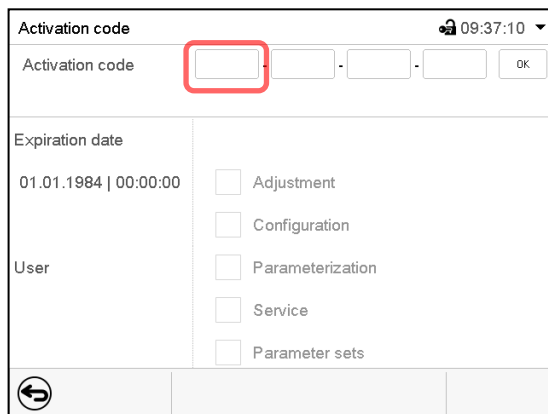 Activation code 09:37:10
Activation code - - - OK
Expiration date
01.01.1984 | 00:00:00 Adjustment
Configuration
User Parameterization
Service
Parameter sets